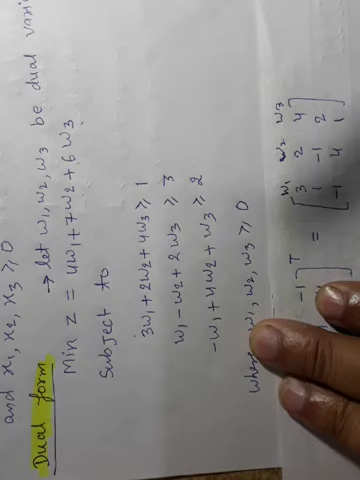 and x₁, x₂, x₃ ≥ 0
Dual form → let w₁, w₂, w₃ be dual
Min Z = 4w₁ + 7w₂ + 6w₃
Subject to
3w₁ + 2w₂ + 4w₃ ≥ 1
w₁ - w₂ + 2w₃ ≥ 3
-w₁ + 4w₂ + w₃ ≥ 2
w₁, w₂, w₃ ≥ 0
w₁ w₂ w₃
-1 ]ᵀ = [ 3 2 4
1 -1 2
-1 4 1 ]